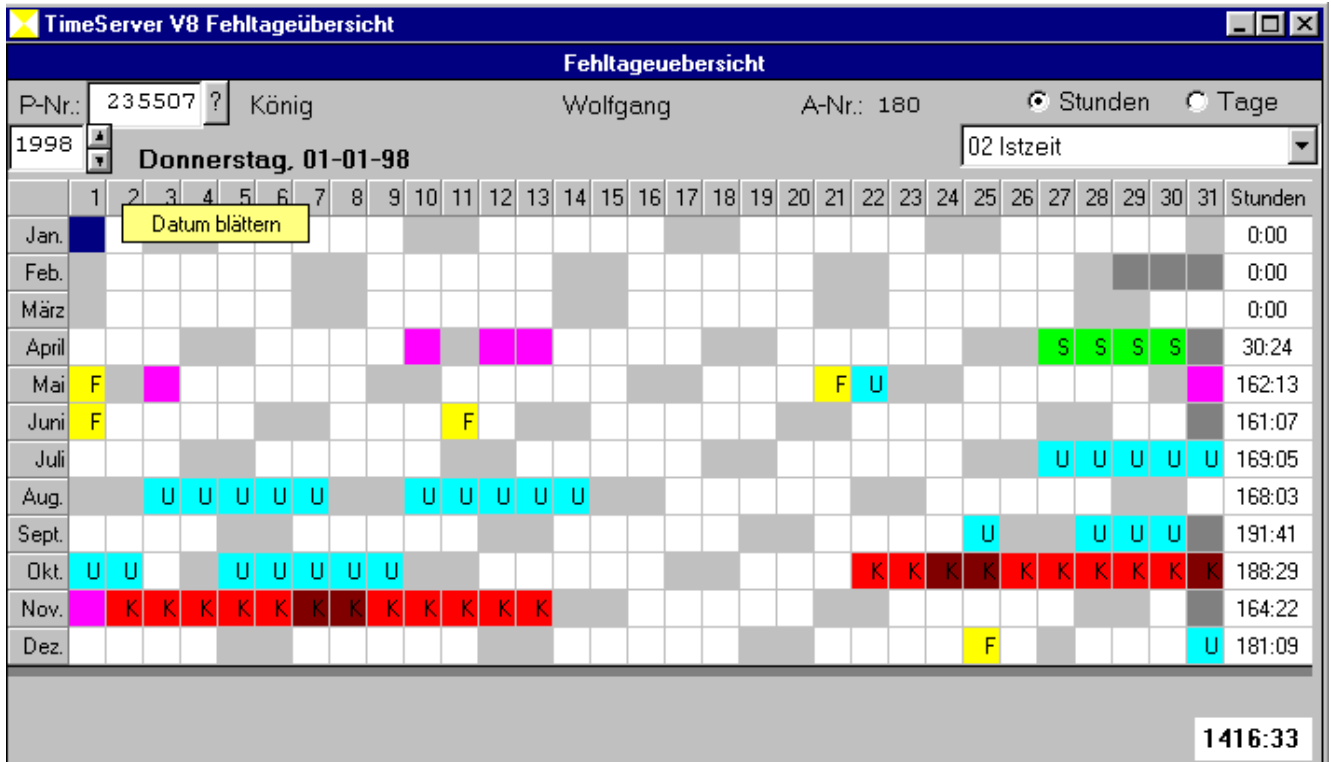 TimeServer V8 Fehltageübersicht
Fehltageuebersicht
P-Nr.: 235507 ? König Wolfgang A-Nr.: 180 Stunden Tage
1998 Donnerstag, 01-01-98 02 Istzeit
1 2 3 4 5 6 7 8 9 10 11 12 13 14 15 16 17 18 19 20 21 22 23 24 25 26 27 28 29 30 31 Stunden
Datum blättern
Jan. 0:00
Feb. 0:00
März 0:00
April S S S S 30:24
Mai F F U 162:13
Juni F F 161:07
Juli U U U U U 169:05
Aug. U U U U U U U U U U 168:03
Sept. U U U U 191:41
Okt. U U U U U U U K K K K K K K K K K 188:29
Nov. K K K K K K K K K K K K 164:22
Dez. F U 181:09
1416:33